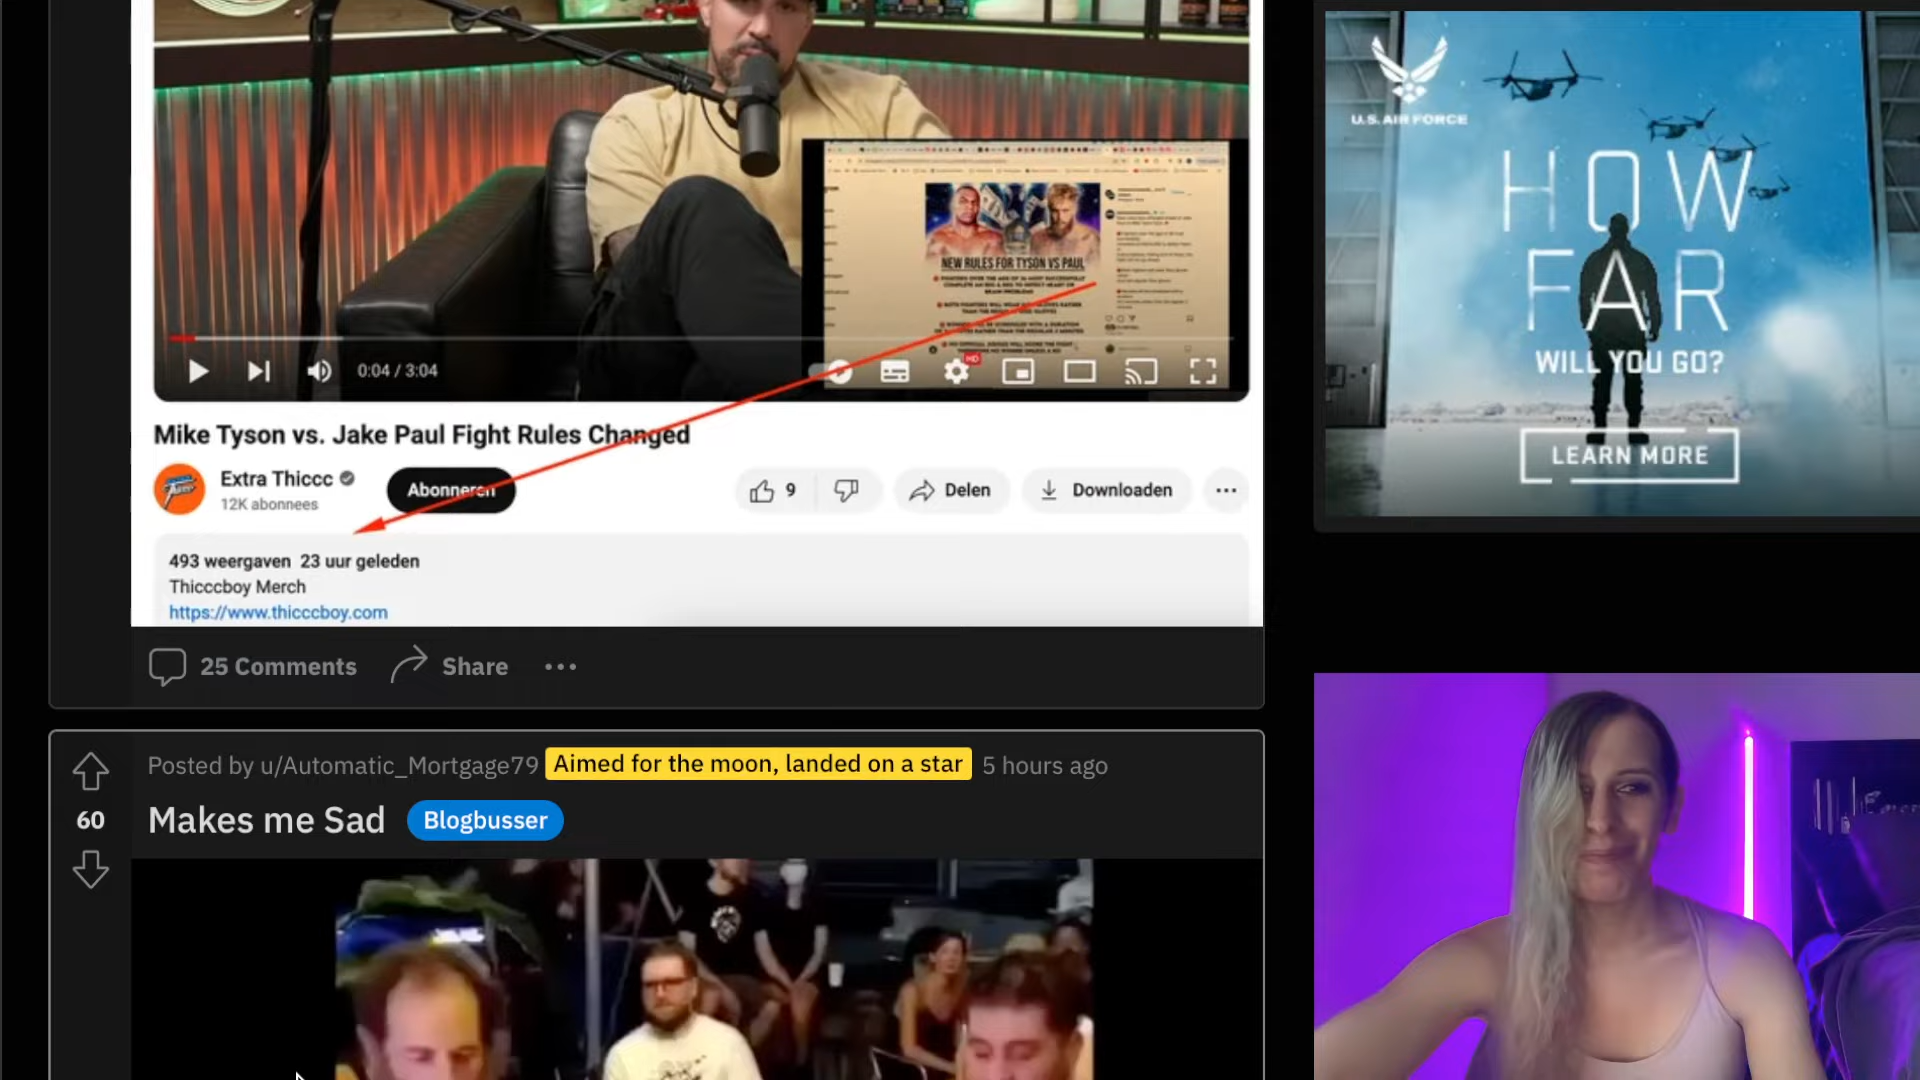 U.S. AIR FORCE
HOW
FAR
WILL YOU GO?
LEARN MORE
NEW RULES FOR TYSON VS PAUL
HD
0:04 / 3:04
Mike Tyson vs. Jake Paul Fight Rules Changed
Extra Thiccc
12K abonnees
Abonneren
9
Delen
Downloaden
493 weergaven 23 uur geleden
Thicccboy Merch
https://www.thicccboy.com
25 Comments
Share
Posted by u/Automatic_Mortgage79 Aimed for the moon, landed on a star 5 hours ago
60
Makes me Sad Blogbusser